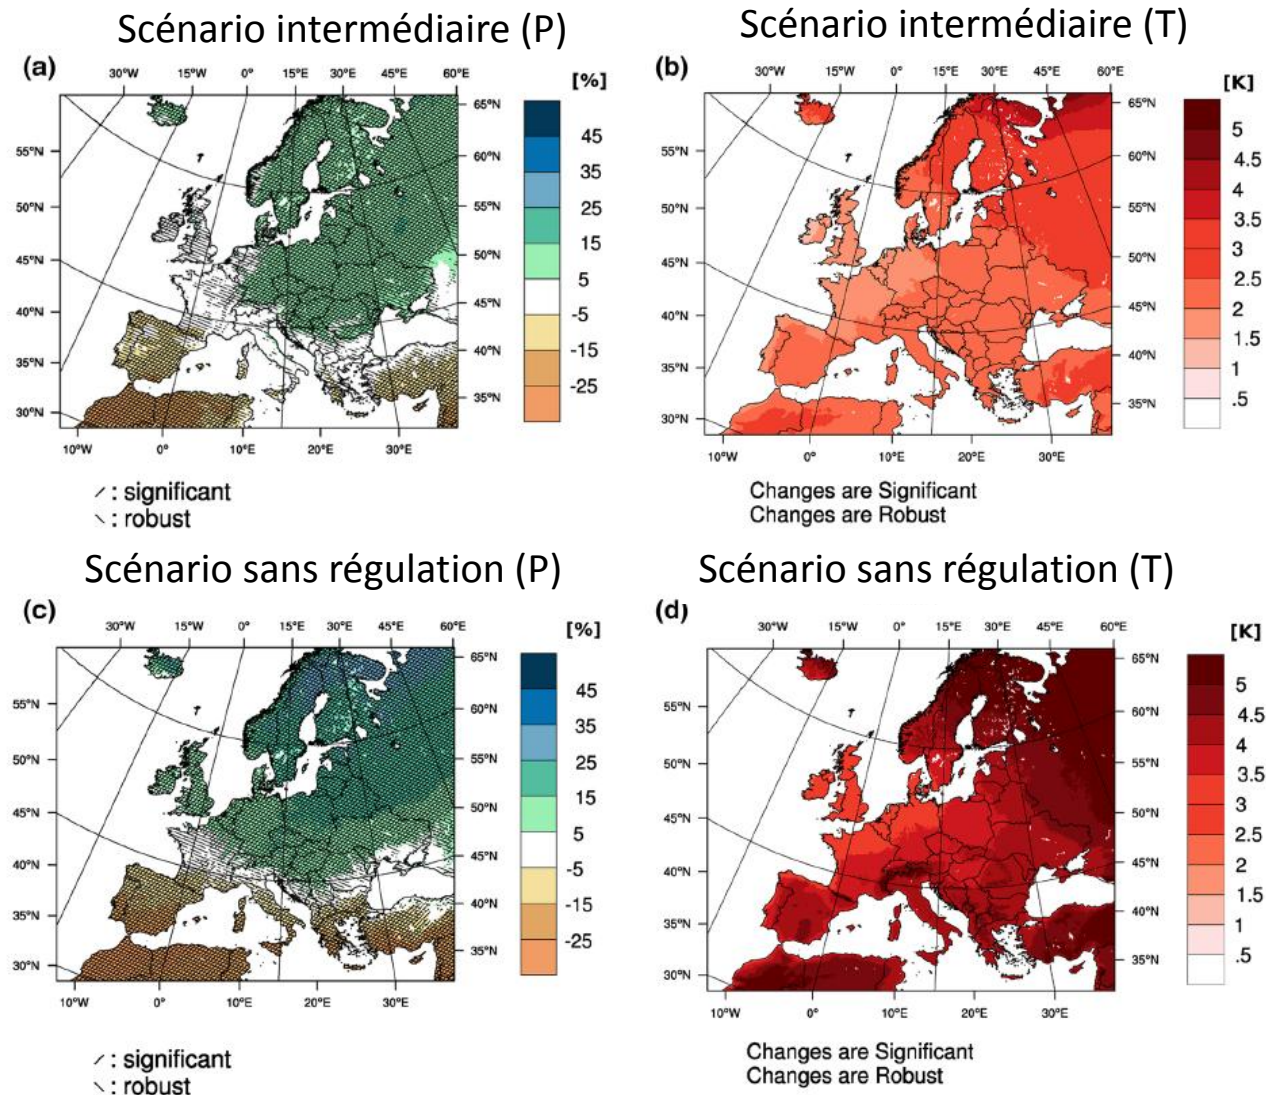 Scénario intermédiaire (P)
Scénario intermédiaire (T)
(a)
30°W 15°W 0° 15°E 30°E 45°E 60°E
[%]
65°N
60°N
55°N
50°N
45°N
40°N
35°N
55°N
50°N
45°N
40°N
35°N
30°N
10°W 0° 10°E 20°E 30°E
45
35
25
15
5
-5
-15
-25
/ : significant
\ : robust
(b)
30°W 15°W 0° 15°E 30°E 45°E 60°E
[K]
65°N
60°N
55°N
50°N
45°N
40°N
35°N
55°N
50°N
45°N
40°N
35°N
30°N
10°W 0° 10°E 20°E 30°E
5
4.5
4
3.5
3
2.5
2
1.5
1
.5
Changes are Significant
Changes are Robust
Scénario sans régulation (P)
Scénario sans régulation (T)
(c)
30°W 15°W 0° 15°E 30°E 45°E 60°E
[%]
65°N
60°N
55°N
50°N
45°N
40°N
35°N
55°N
50°N
45°N
40°N
35°N
30°N
10°W 0° 10°E 20°E 30°E
45
35
25
15
5
-5
-15
-25
/ : significant
\ : robust
(d)
30°W 15°W 0° 15°E 30°E 45°E 60°E
[K]
65°N
60°N
55°N
50°N
45°N
40°N
35°N
55°N
50°N
45°N
40°N
35°N
30°N
10°W 0° 10°E 20°E 30°E
5
4.5
4
3.5
3
2.5
2
1.5
1
.5
Changes are Significant
Changes are Robust